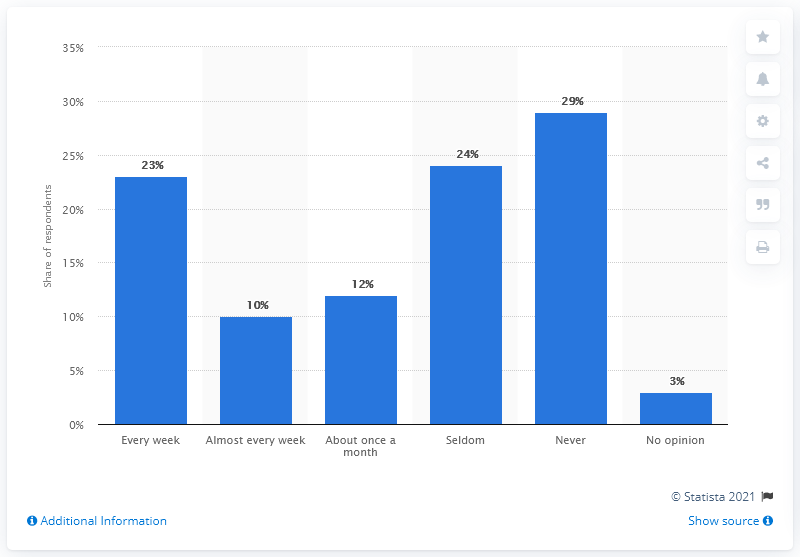 35%
30%
25%
20%
15%
10%
5%
0%
Share of respondents
23%
10%
12%
24%
29%
3%
Every week
Almost every week
About once a
month
Seldom
Never
No opinion
© Statista 2021
Additional Information
Show source